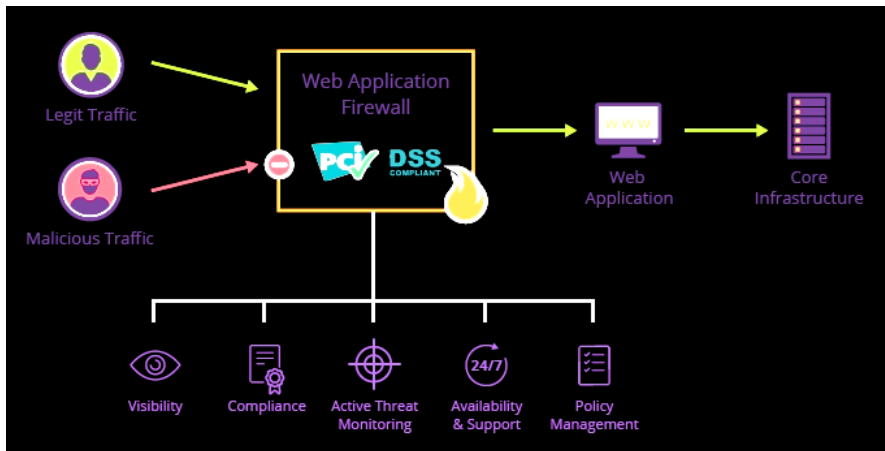 Web Application
Firewall
Legit Traffic
PCI
DSS
COMPLIANT
WWW
Malicious Traffic
Web
Application
Core
Infrastructure
24/7
Visibility
Compliance
Active Threat
Monitoring
Availability
& Support
Policy
Management